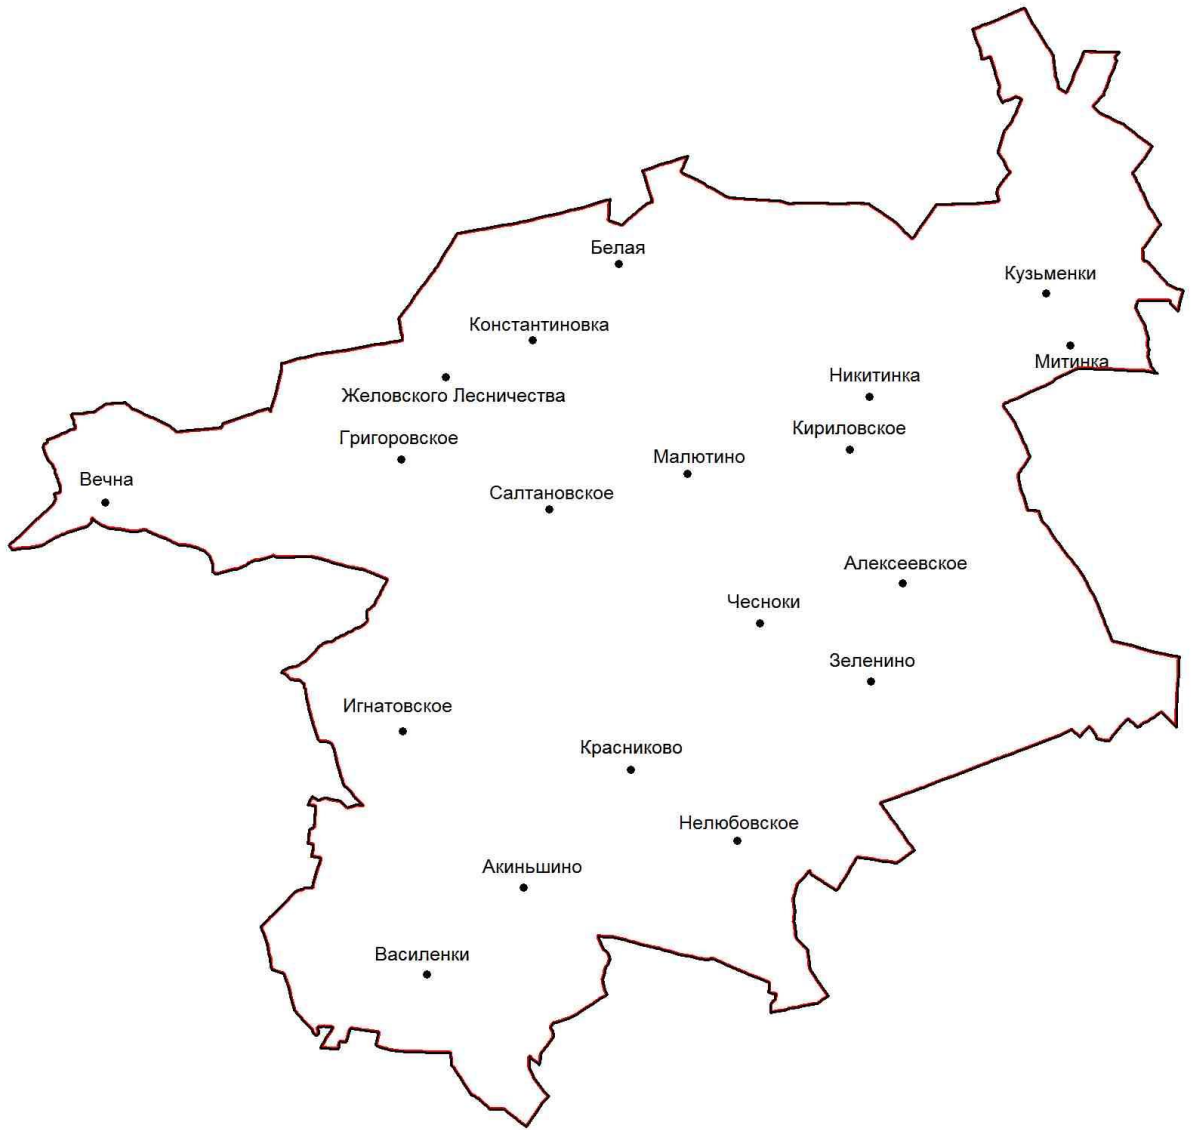 Белая
Кузьменки
Константиновка
Митинка
Никитинка
Желовского Лесничества
Кириловское
Григоровское
Малютино
Вечна
Салтановское
Алексеевское
Чесноки
Зеленино
Игнатовское
Красниково
Нелюбовское
Акиньшино
Василенки